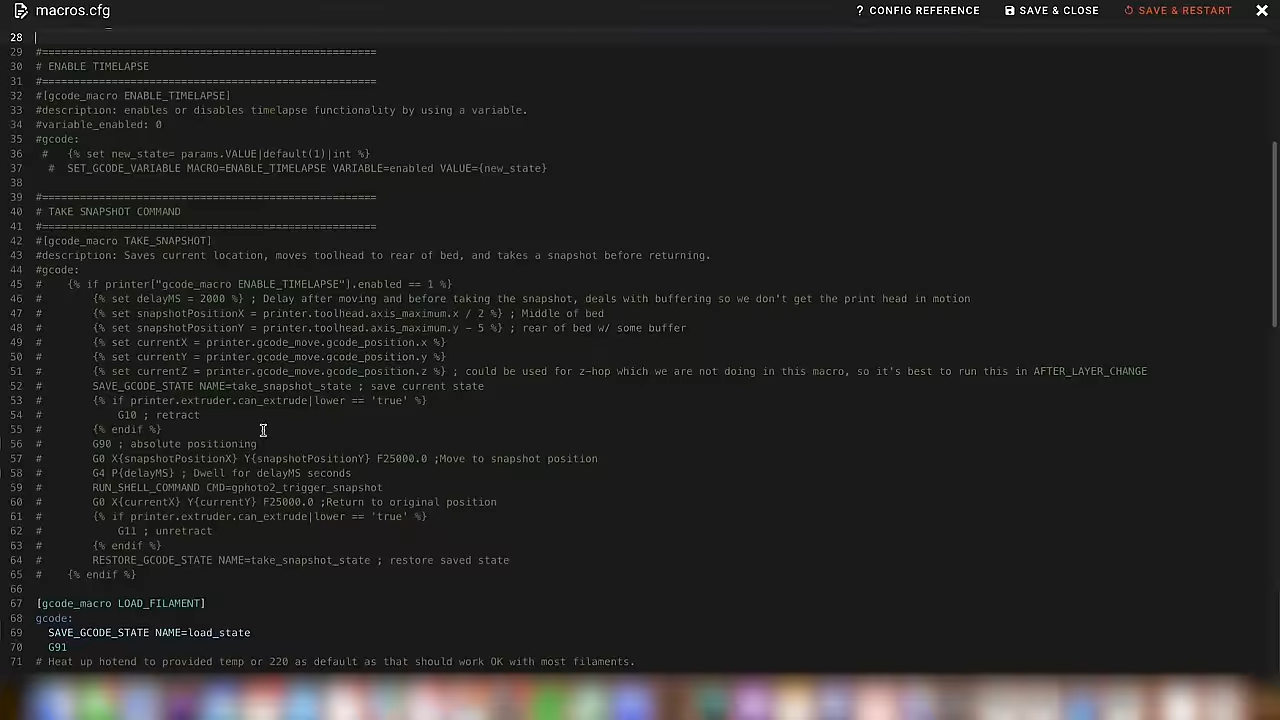 macros.cfg
? CONFIG REFERENCE
SAVE & CLOSE
SAVE & RESTART
28
29 #================================================
30 # ENABLE TIMELAPSE
31 #================================================
32 #[gcode_macro ENABLE_TIMELAPSE]
33 #description: enables or disables timelapse functionality by using a variable.
34 #variable_enabled: 0
35 #gcode:
36 #   {% set new_state= params.VALUE|default(1)|int %}
37 #  SET_GCODE_VARIABLE MACRO=ENABLE_TIMELAPSE VARIABLE=enabled VALUE={new_state}
38
39 #================================================
40 # TAKE SNAPSHOT COMMAND
41 #================================================
42 #[gcode_macro TAKE_SNAPSHOT]
43 #description: Saves current location, moves toolhead to rear of bed, and takes a snapshot before returning.
44 #gcode:
45 #    {% if printer["gcode_macro ENABLE_TIMELAPSE"].enabled == 1 %}
46 #        {% set delayMS = 2000 %} ; Delay after moving and before taking the snapshot, deals with buffering so we don't get the print head in motion
47 #        {% set snapshotPositionX = printer.toolhead.axis_maximum.x / 2 %} ; Middle of bed
48 #        {% set snapshotPositionY = printer.toolhead.axis_maximum.y - 5 %} ; rear of bed w/ some buffer
49 #        {% set currentX = printer.gcode_move.gcode_position.x %}
50 #        {% set currentY = printer.gcode_move.gcode_position.y %}
51 #        {% set currentZ = printer.gcode_move.gcode_position.z %} ; could be used for z-hop which we are not doing in this macro, so it's best to run this in AFTER_LAYER_CHANGE
52 #        SAVE_GCODE_STATE NAME=take_snapshot_state ; save current state
53 #        {% if printer.extruder.can_extrude|lower == 'true' %}
54 #            G10 ; retract
55 #        {% endif %}
56 #        G90 ; absolute positioning
57 #        G0 X{snapshotPositionX} Y{snapshotPositionY} F25000.0 ;Move to snapshot position
58 #        G4 P{delayMS} ; Dwell for delayMS seconds
59 #        RUN_SHELL_COMMAND CMD=gphoto2_trigger_snapshot
60 #        G0 X{currentX} Y{currentY} F25000.0 ;Return to original position
61 #        {% if printer.extruder.can_extrude|lower == 'true' %}
62 #            G11 ; unretract
63 #        {% endif %}
64 #        RESTORE_GCODE_STATE NAME=take_snapshot_state ; restore saved state
65 #    {% endif %}
66
67 [gcode_macro LOAD_FILAMENT]
68 gcode:
69   SAVE_GCODE_STATE NAME=load_state
70   G91
71 # Heat up hotend to provided temp or 220 as default as that should work OK with most filaments.